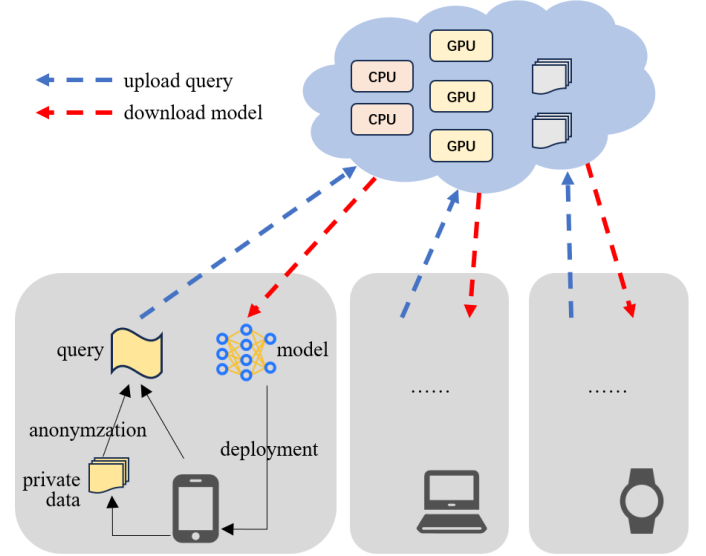 GPU
CPU
upload query
GPU
download model
CPU
GPU
query
model
......
......
anonymzation
deployment
private
data